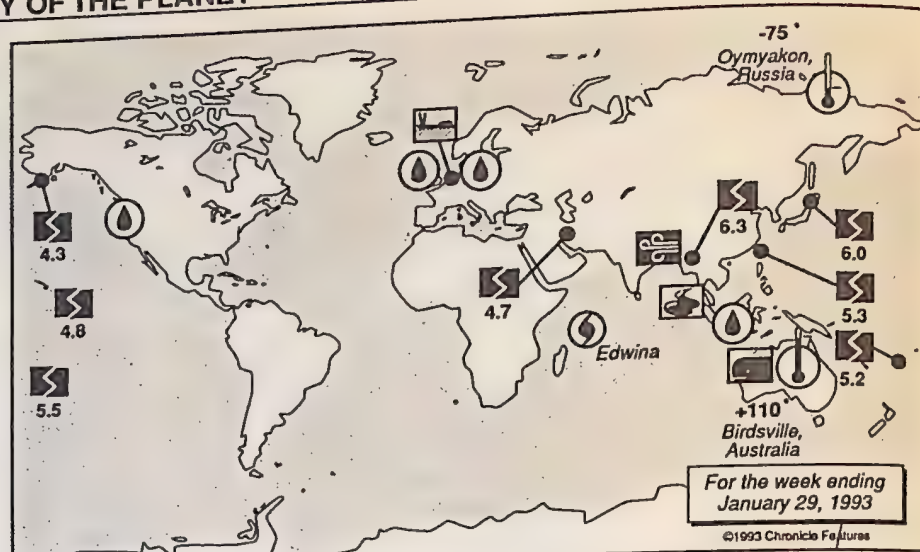 Y OF THE PLANET
-75°
Oymyakon,
Russia
6.3
4.3
6.0
4.8
4.7
5.3
Edwina
5.2
5.5
+110°
Birdsville,
Australia
For the week ending
January 29, 1993
©1993 Chronicle Features